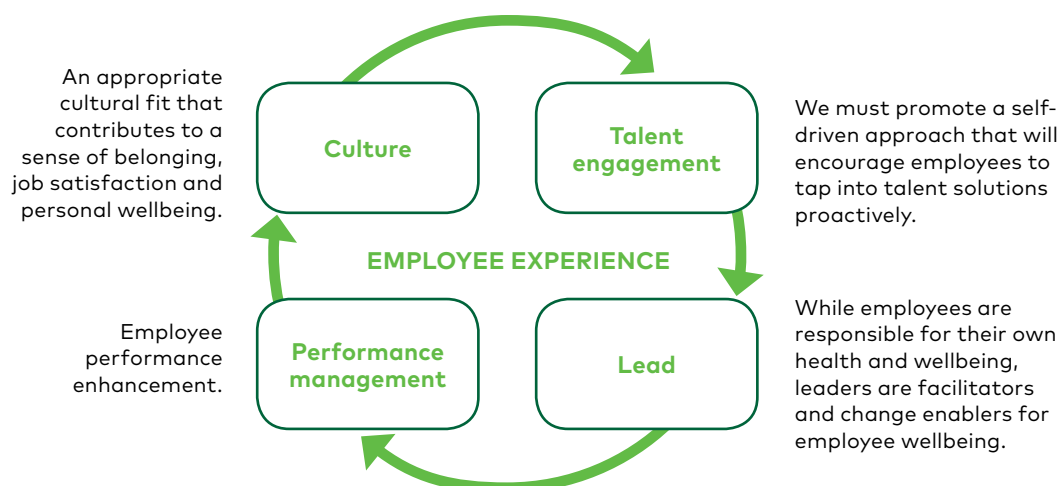 An appropriate
cultural fit that
contributes to a
sense of belonging,
job satisfaction and
personal wellbeing.
Culture
Talent
engagement
We must promote a self-
driven approach that will
encourage employees to
tap into talent solutions
proactively.
EMPLOYEE EXPERIENCE
Employee
performance
enhancement.
Performance
management
Lead
While employees are
responsible for their own
health and wellbeing,
leaders are facilitators
and change enablers for
employee wellbeing.